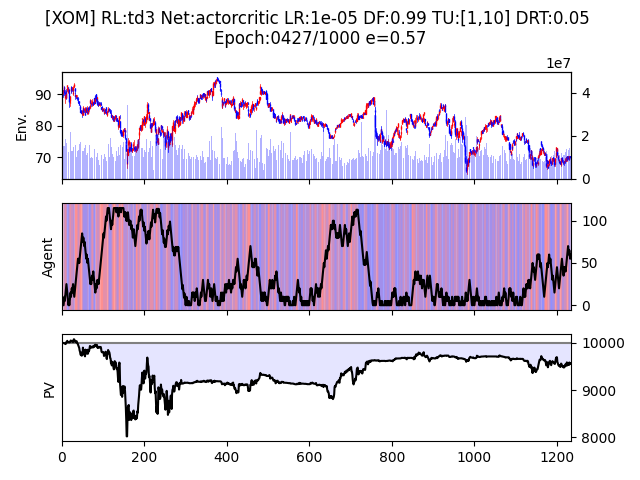 [XOM] RL:td3 Net:actorcritic LR:1e-05 DF:0.99 TU:[1,10] DRT:0.05
Epoch:0427/1000 e=0.57
1e7
Env.
90
80
70
4
2
0
Agent
100
50
0
PV
10000
9000
8000
0 200 400 600 800 1000 1200